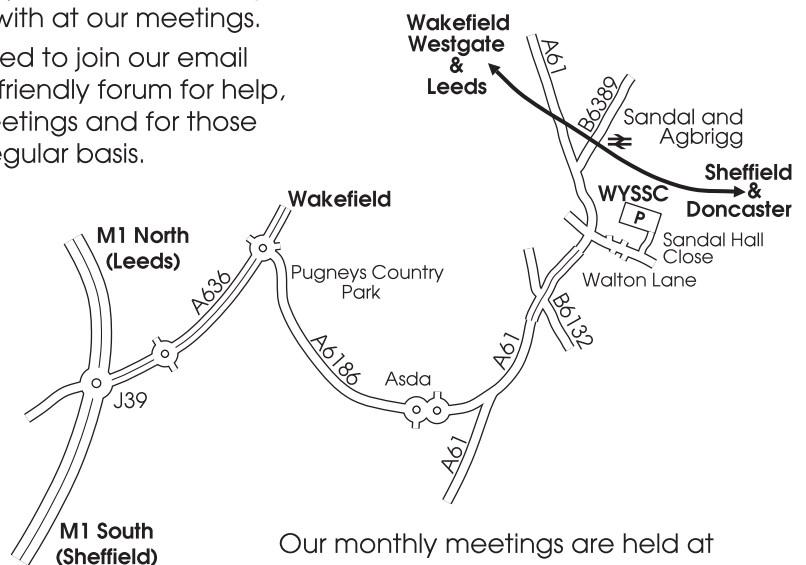 with at our meetings.
ed to join our email
friendly forum for help,
eetings and for those
egular basis.
Wakefield
Westgate
&
Leeds
A61
B6389
Sandal and
Agbrigg
Sheffield
&
Doncaster
WYSSC
P
Sandal Hall
Close
Walton Lane
Wakefield
M1 North
(Leeds)
A636
Pugneys Country
Park
A6186
Asda
A61
B6132
J39
A61
M1 South
(Sheffield)
Our monthly meetings are held at